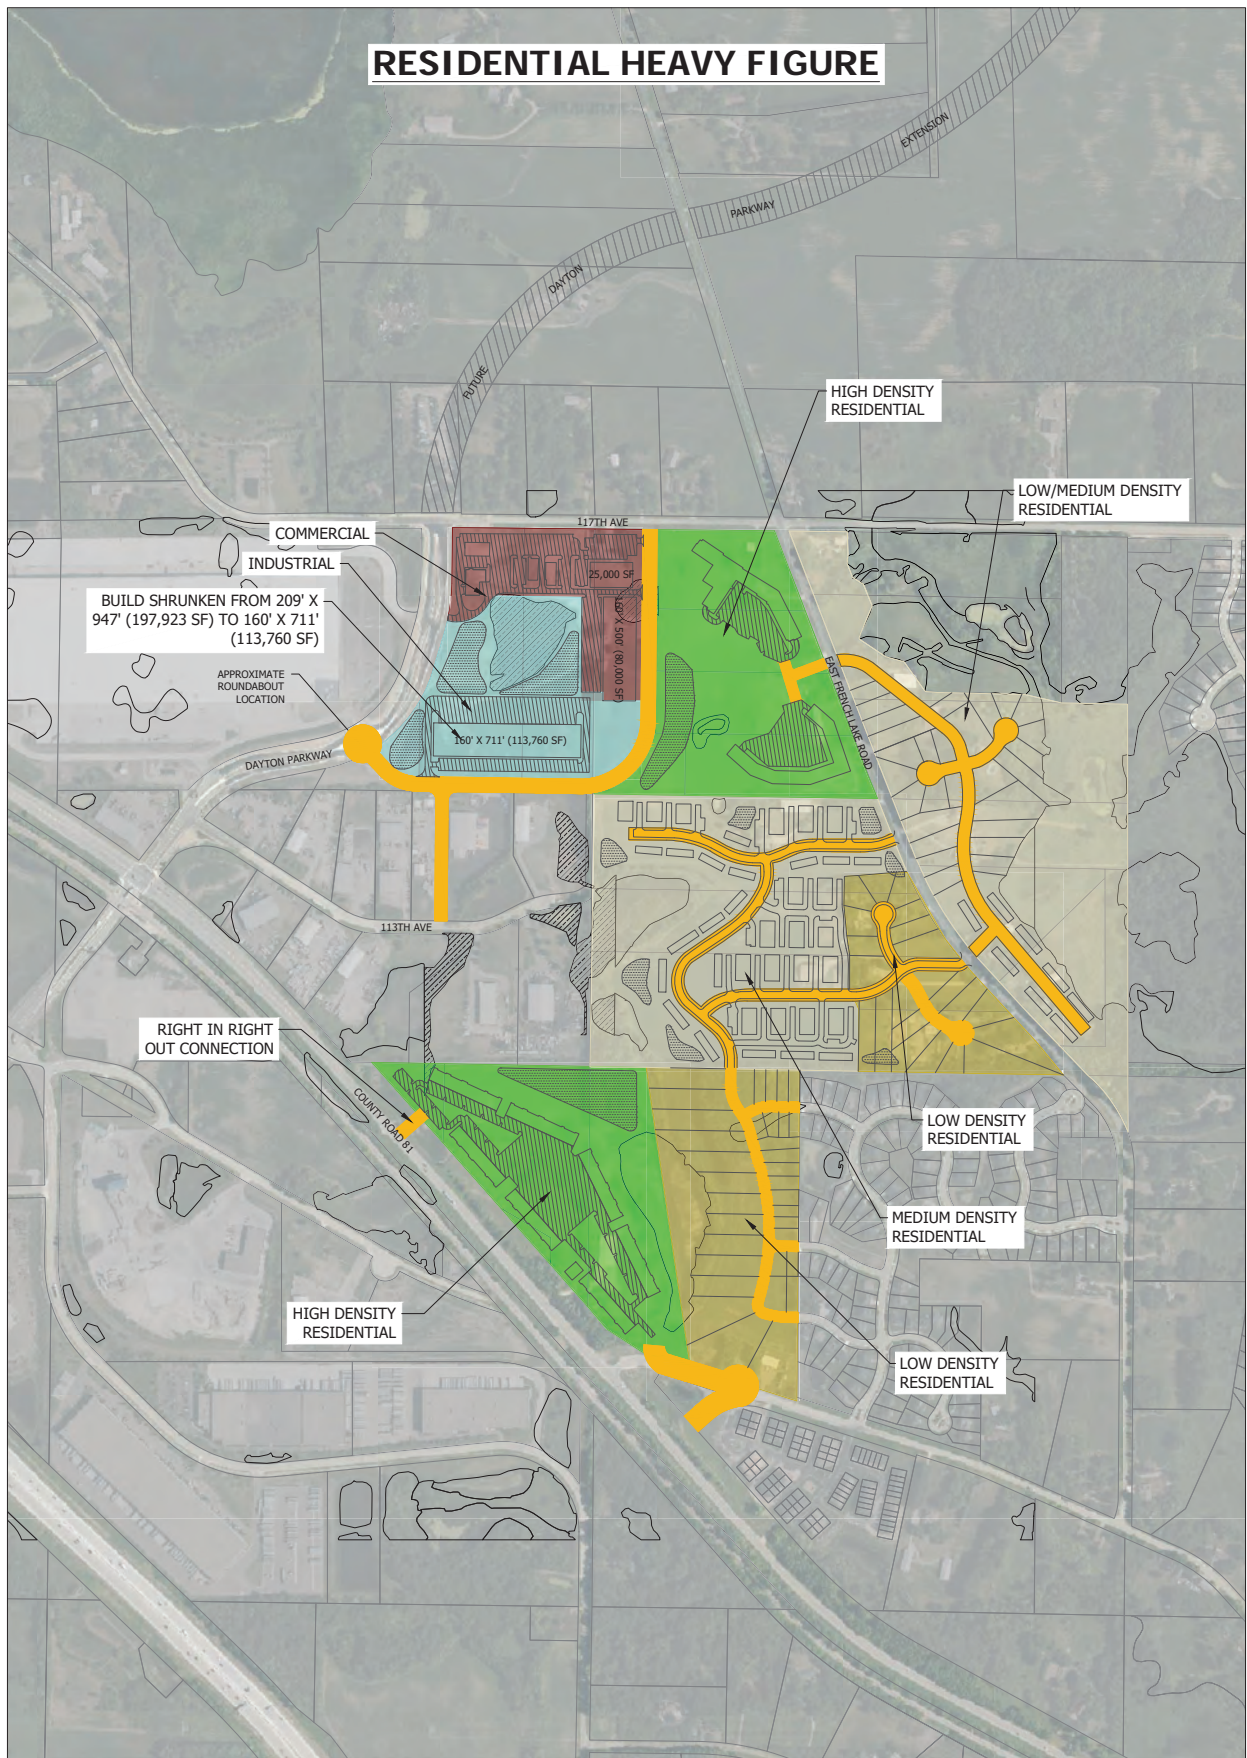 RESIDENTIAL HEAVY FIGURE
EXTENSION
PARKWAY
DAYTON
FUTURE
HIGH DENSITY
RESIDENTIAL
LOW/MEDIUM DENSITY
RESIDENTIAL
117TH AVE
COMMERCIAL
INDUSTRIAL
25,000 SF
BUILD SHRUNKEN FROM 209' X
947' (197,923 SF) TO 160' X 711'
(113,760 SF)
160' X 500' (80,000 SF)
APPROXIMATE
ROUNDABOUT
LOCATION
EAST FRENCH LAKE ROAD
160' X 711' (113,760 SF)
DAYTON PARKWAY
113TH AVE
RIGHT IN RIGHT
OUT CONNECTION
COUNTY ROAD 81
LOW DENSITY
RESIDENTIAL
MEDIUM DENSITY
RESIDENTIAL
HIGH DENSITY
RESIDENTIAL
LOW DENSITY
RESIDENTIAL